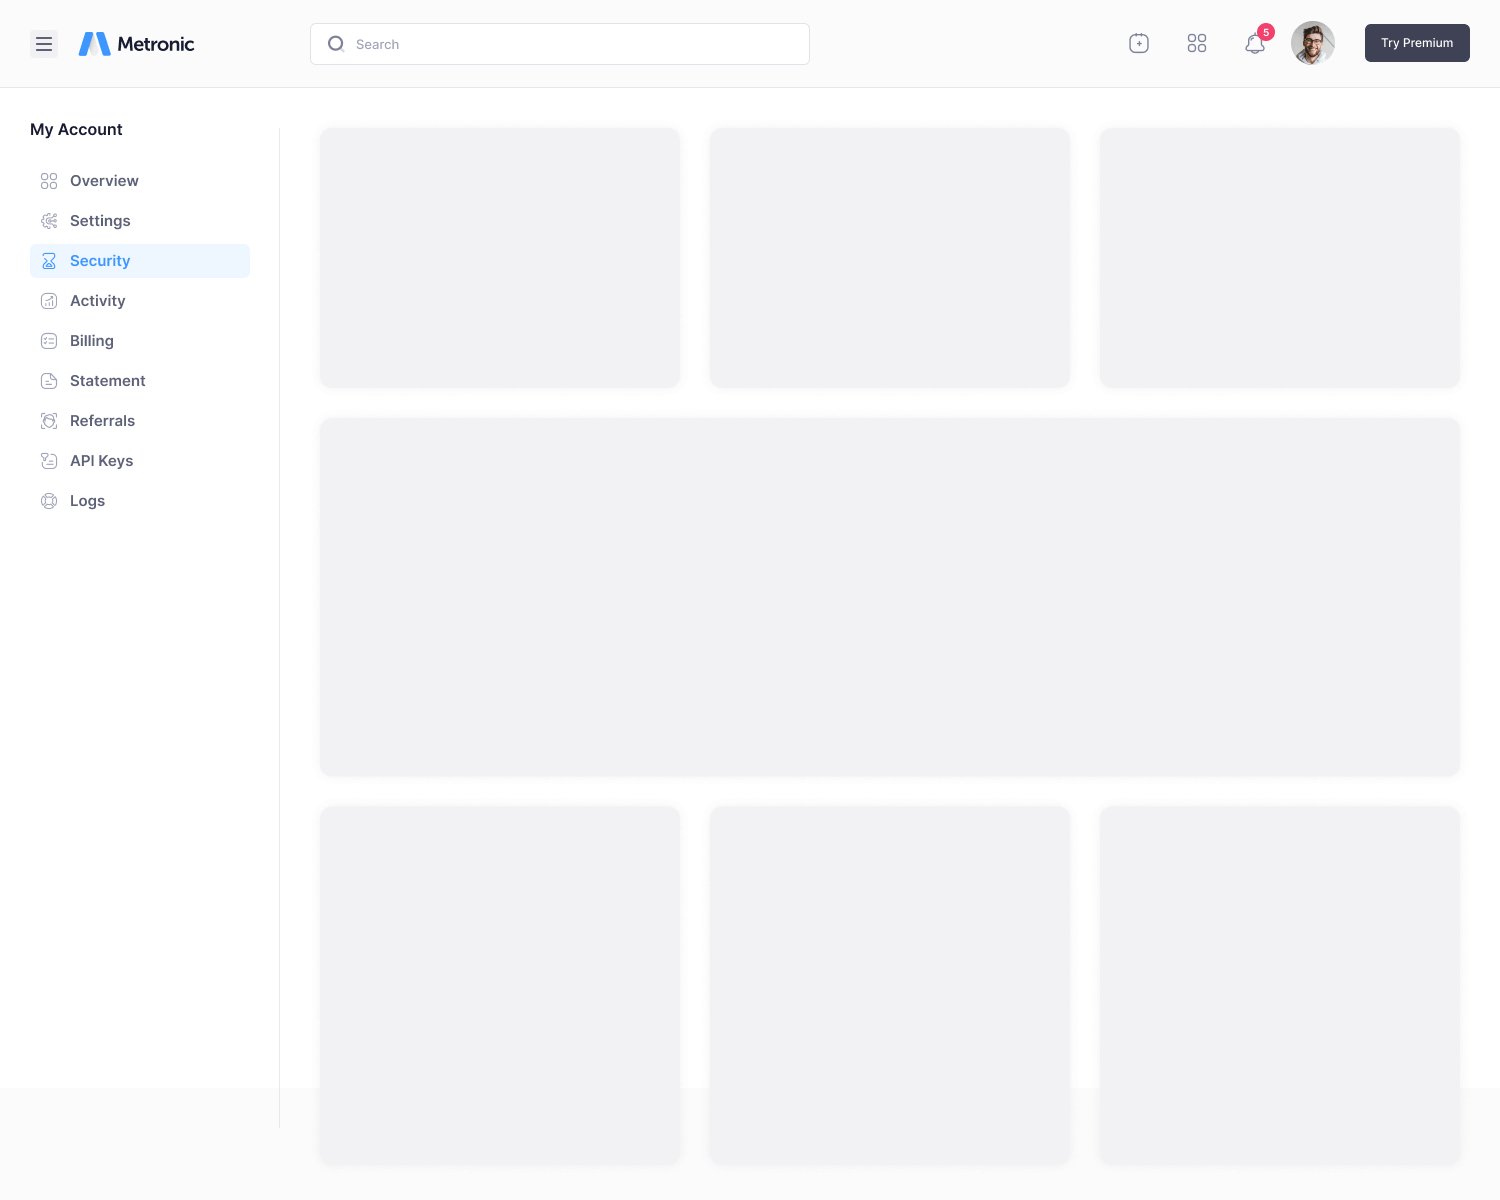 Metronic
Search
5
Try Premium
My Account
Overview
Settings
Security
Activity
Billing
Statement
Referrals
API Keys
Logs